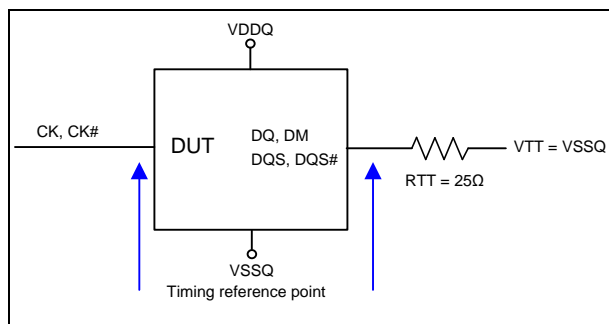 VDDQ
CK, CK#
DUT
DQ, DM
DQS, DQS#
VTT = VSSQ
RTT = 25Ω
VSSQ
Timing reference point